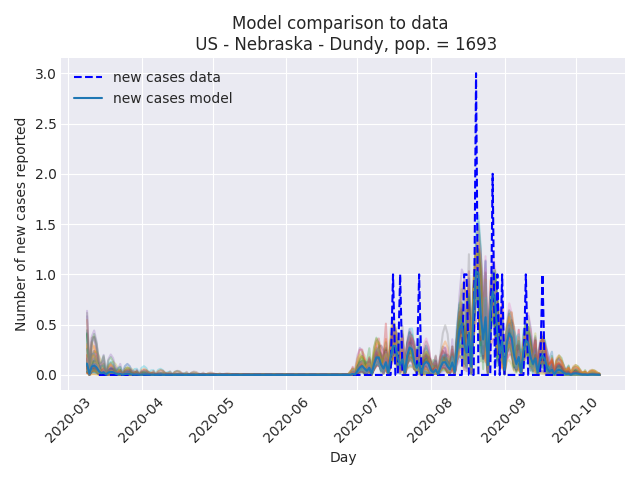 Model comparison to data
US - Nebraska - Dundy, pop. = 1693
new cases data
new cases model
Number of new cases reported
3.0
2.5
2.0
1.5
1.0
0.5
0.0
2020-03
2020-04
2020-05
2020-06
2020-07
2020-08
2020-09
2020-10
Day